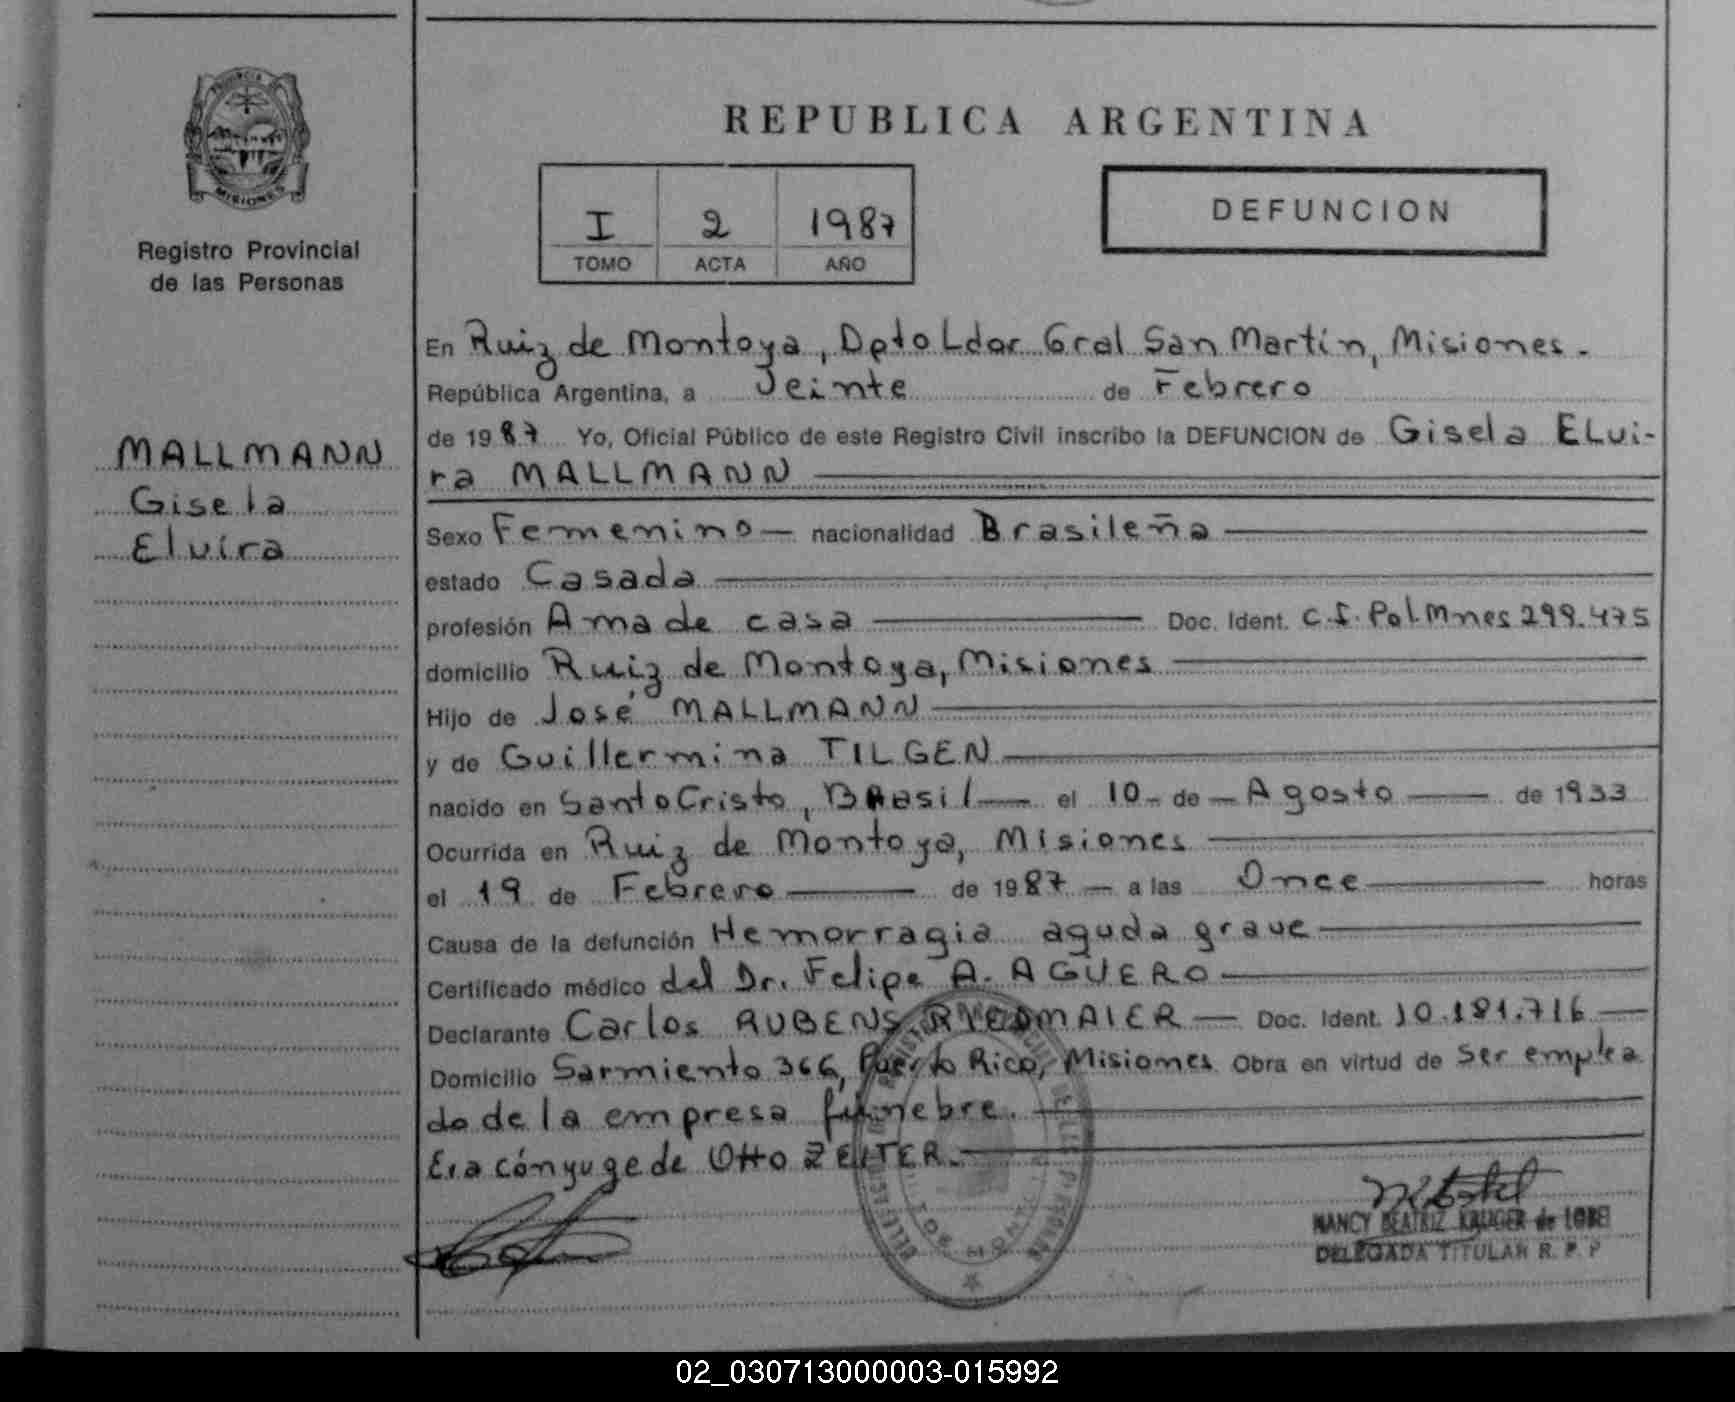 PROVINCIA
MISIONES
Registro Provincial
de las Personas
MALLMANN
Gisela
Elvira
REPUBLICA ARGENTINA
I 2 1987
TOMO ACTA AÑO
DEFUNCION
En Ruiz de Montoya, Dpto Ldor Gral San Martín, Misiones.
República Argentina, a Veinte de Febrero
de 1987 Yo, Oficial Público de este Registro Civil inscribo la DEFUNCION de Gisela Elvi-
ra MALLMANN
Sexo Femenino nacionalidad Brasileña
estado Casada
profesión Ama de casa Doc. Ident. C.I. Pol Mnes 299.475
domicilio Ruiz de Montoya, Misiones
Hijo de José MALLMANN
y de Guillermina TILGEN
nacido en Santo Cristo, BRasil el 10 de Agosto de 1933
Ocurrida en Ruiz de Montoya, Misiones
el 19 de Febrero de 1987 a las Once horas
Causa de la defunción Hemorragia aguda grave
Certificado médico del Dr. Felipe A. AGUERO
Declarante Carlos RUBENS RIEDMAIER Doc. Ident. 10.181.716
Domicilio Sarmiento 366, Puerto Rico, Misiones Obra en virtud de Ser emplea
do de la empresa fúnebre.
Era cónyuge de Otto ZEITER.
NANCY BEATRIZ KRUGER de
DELEGADA TITULAR R. P. P
02_030713000003-015992